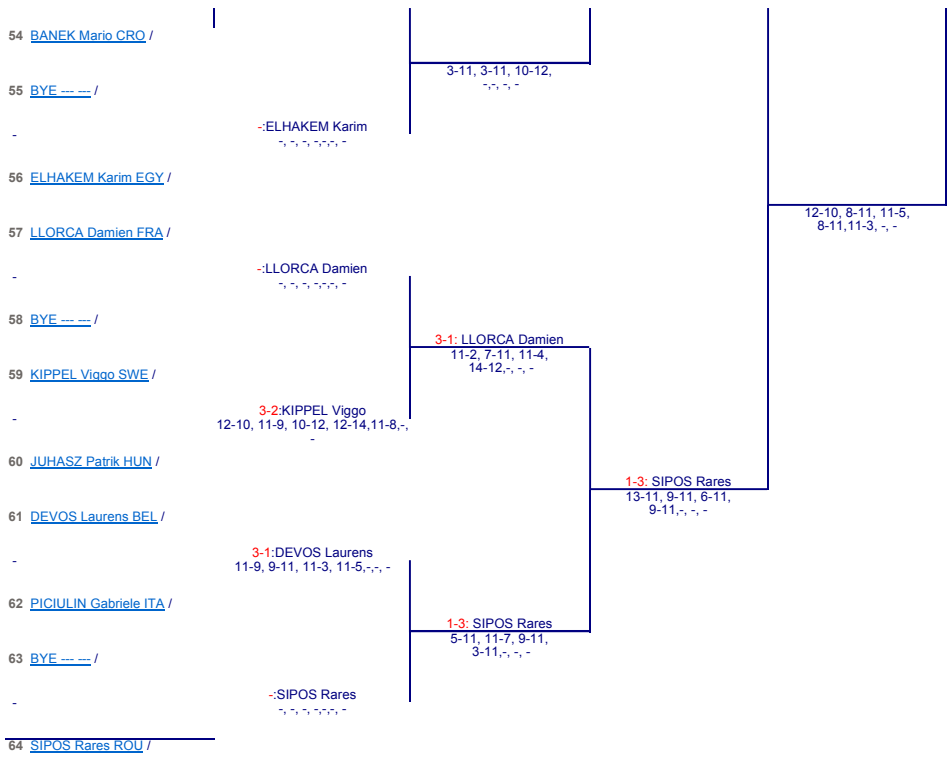 54 BANEK Mario CRO /
3-11, 3-11, 10-12,
-,-, -, -
55 BYE --- --- /
-:ELHAKEM Karim
-
-, -, -, -,-,-, -
56 ELHAKEM Karim EGY /
12-10, 8-11, 11-5,
8-11,11-3, -, -
57 LLORCA Damien FRA /
-:LLORCA Damien
-
-, -, -, -,-,-, -
58 BYE --- --- /
3-1: LLORCA Damien
11-2, 7-11, 11-4,
14-12,-, -, -
59 KIPPEL Viggo SWE /
3-2:KIPPEL Viggo
-
12-10, 11-9, 10-12, 12-14,11-8,-,
-
60 JUHASZ Patrik HUN /
1-3: SIPOS Rares
13-11, 9-11, 6-11,
9-11,-, -, -
61 DEVOS Laurens BEL /
3-1:DEVOS Laurens
-
11-9, 9-11, 11-3, 11-5,-,-, -
62 PICIULIN Gabriele ITA /
1-3: SIPOS Rares
5-11, 11-7, 9-11,
3-11,-, -, -
63 BYE --- --- /
-:SIPOS Rares
-
-, -, -, -,-,-, -
64 SIPOS Rares ROU /